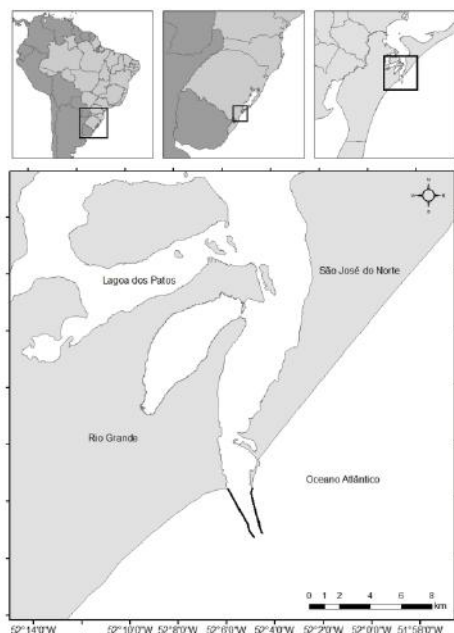 Lagoa dos Patos
São José do Norte
Rio Grande
Oceano Atlântico
0 1 2 4 6 8
km
52°14'0"W 52°10'0"W 52°8'0"W 52°6'0"W 52°4'0"W 52°2'0"W 52°0'0"W 51°58'0"W